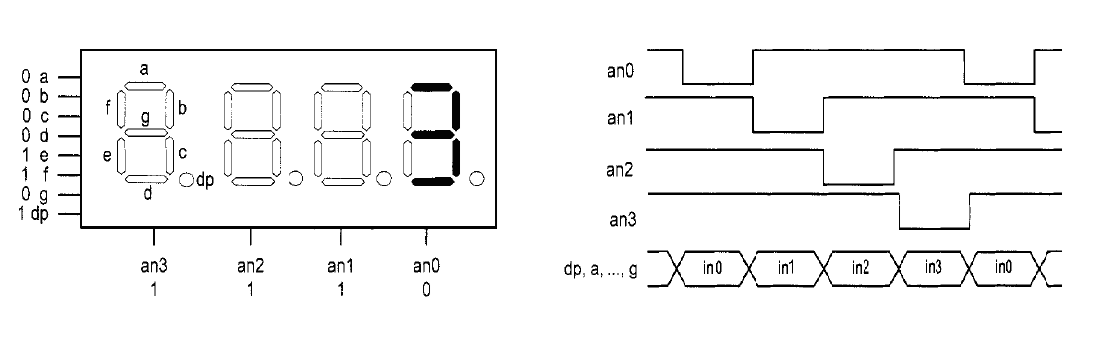 0 a
0 b
0 c
0 d
1 e
1 f
0 g
1 dp
a
f
b
g
e
c
d
dp
an3 an2 an1 an0
1 1 1 0
an0
an1
an2
an3
dp, a, ..., g in0 in1 in2 in3 in0